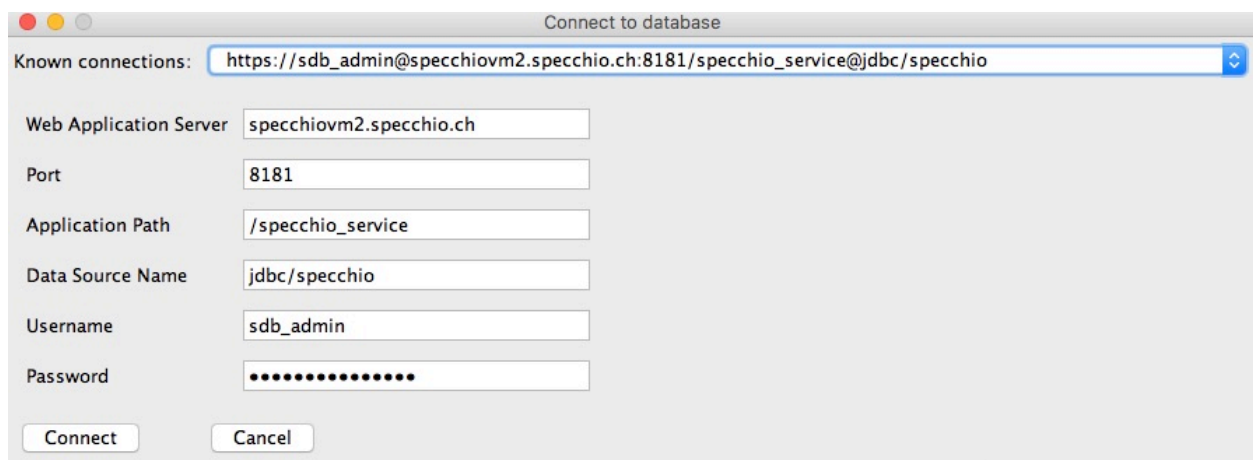 Connect to database
Known connections: https://sdb_admin@specchiovm2.specchio.ch:8181/specchio_service@jdbc/specchio
Web Application Server specchiovm2.specchio.ch
Port 8181
Application Path /specchio_service
Data Source Name jdbc/specchio
Username sdb_admin
Password •••••••••••••••
Connect Cancel